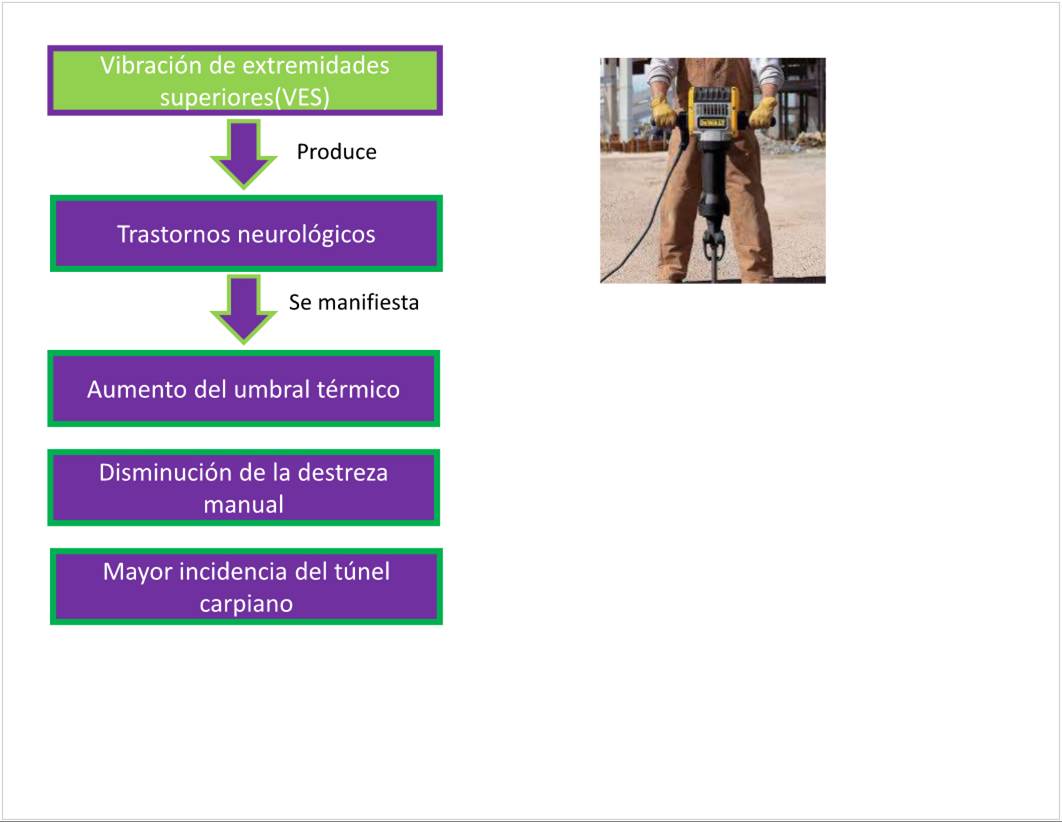 Vibración de extremidades
superiores(VES)
Produce
Trastornos neurológicos
Se manifiesta
Aumento del umbral térmico
Disminución de la destreza
manual
Mayor incidencia del túnel
carpiano
DeWALT